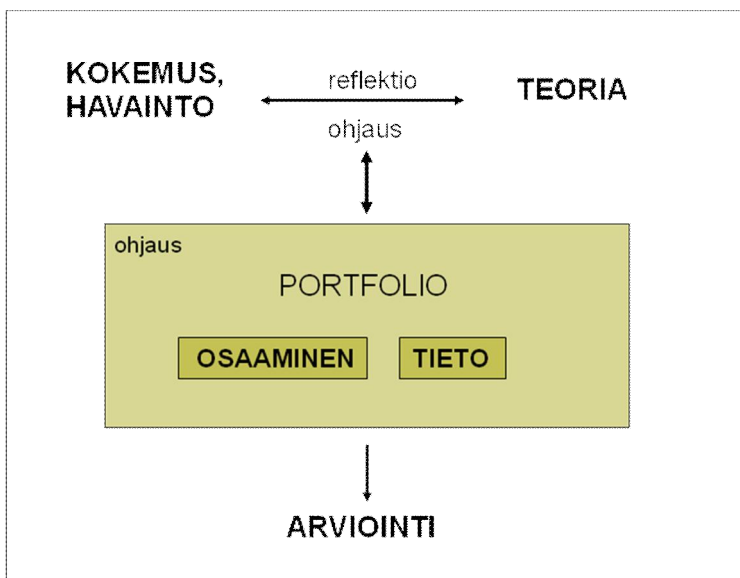 KOKEMUS,
HAVAINTO
reflektio
ohjaus
TEORIA
ohjaus
PORTFOLIO
OSAAMINEN
TIETO
ARVIOINTI